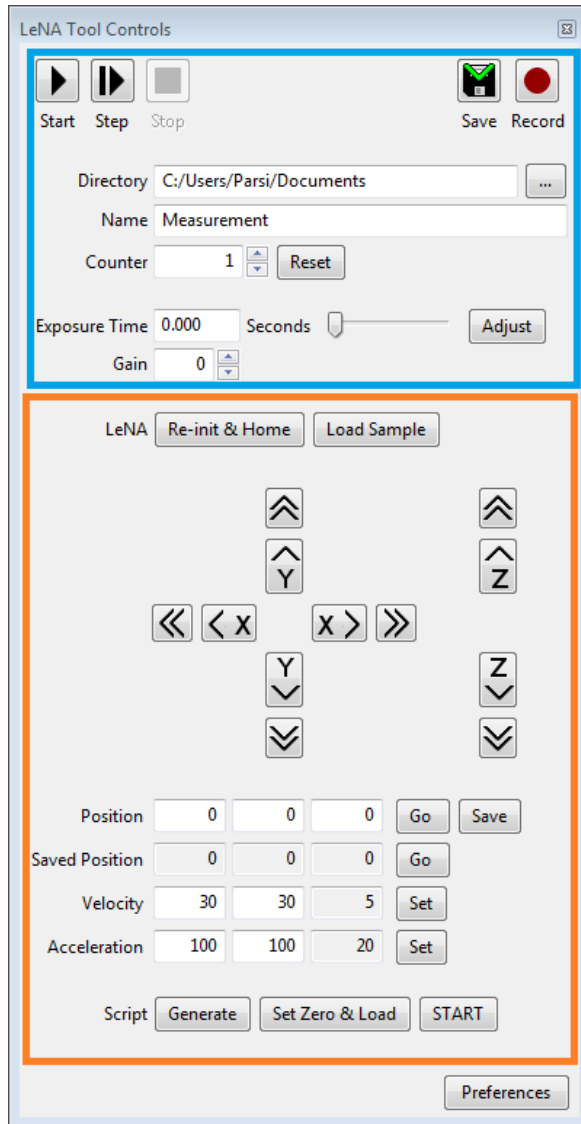 LeNA Tool Controls
Start Step Stop Save Record
Directory C:/Users/Parsi/Documents ...
Name Measurement
Counter 1 Reset
Exposure Time 0.000 Seconds Adjust
Gain 0
LeNA Re-init & Home Load Sample
Y Z
X X
Y Z
Position 0 0 0 Go Save
Saved Position 0 0 0 Go
Velocity 30 30 5 Set
Acceleration 100 100 20 Set
Script Generate Set Zero & Load START
Preferences